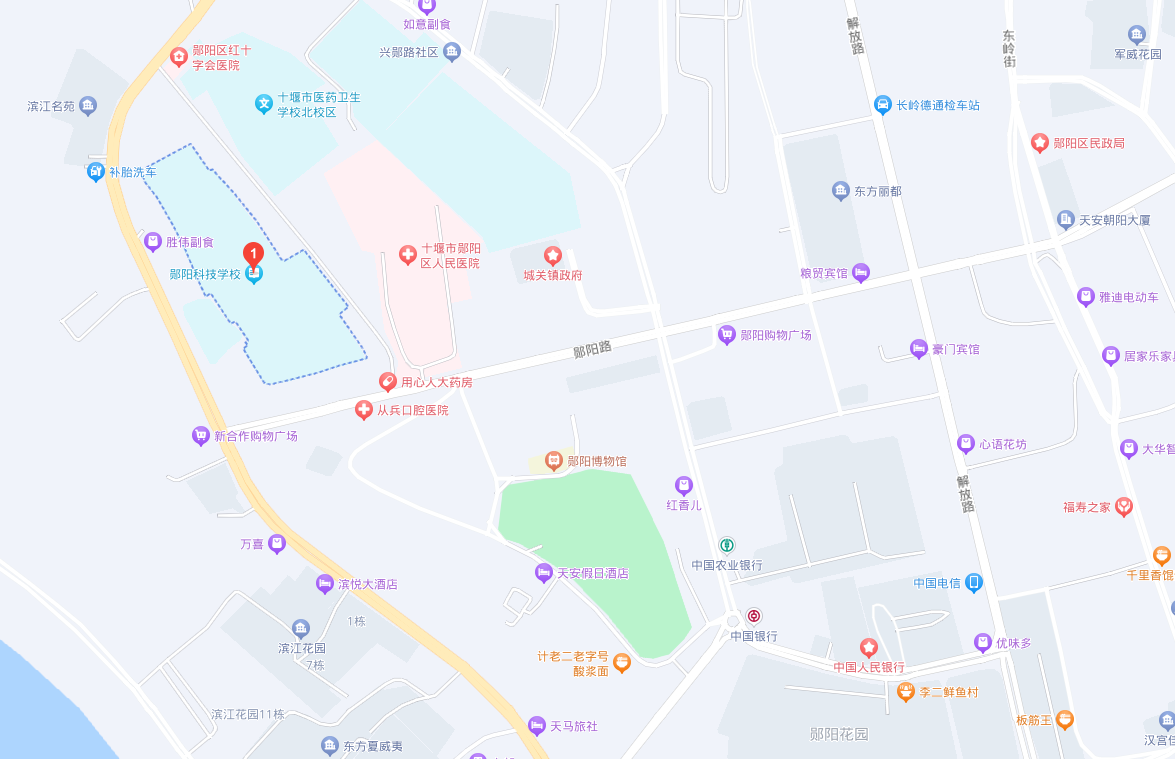 如意副食
解放路
东岭街
军威花园
郧阳区红十
字会医院
兴郧路社区
滨江名苑
十堰市医药卫生
学校北校区
长岭德通检车站
郧阳区民政局
补胎洗车
东方丽都
天安朝阳大厦
胜伟副食
十堰市郧阳
区人民医院
1
郧阳科技学校
城关镇政府
粮贸宾馆
雅迪电动车
郧阳购物广场
郧阳路
豪门宾馆
居家乐家
用心人大药房
从兵口腔医院
新合作购物广场
心语花坊
大华智
郧阳博物馆
红香儿
解放路
福寿之家
万喜
中国农业银行
天安假日酒店
千里香馄
滨悦大酒店
中国电信
1栋
中国银行
滨江花园
7栋
优味多
计老二老字号
酸浆面
中国人民银行
李二鲜鱼村
滨江花园11栋
板筋王
天马旅社
郧阳花园
东方夏威夷
汉宫佳